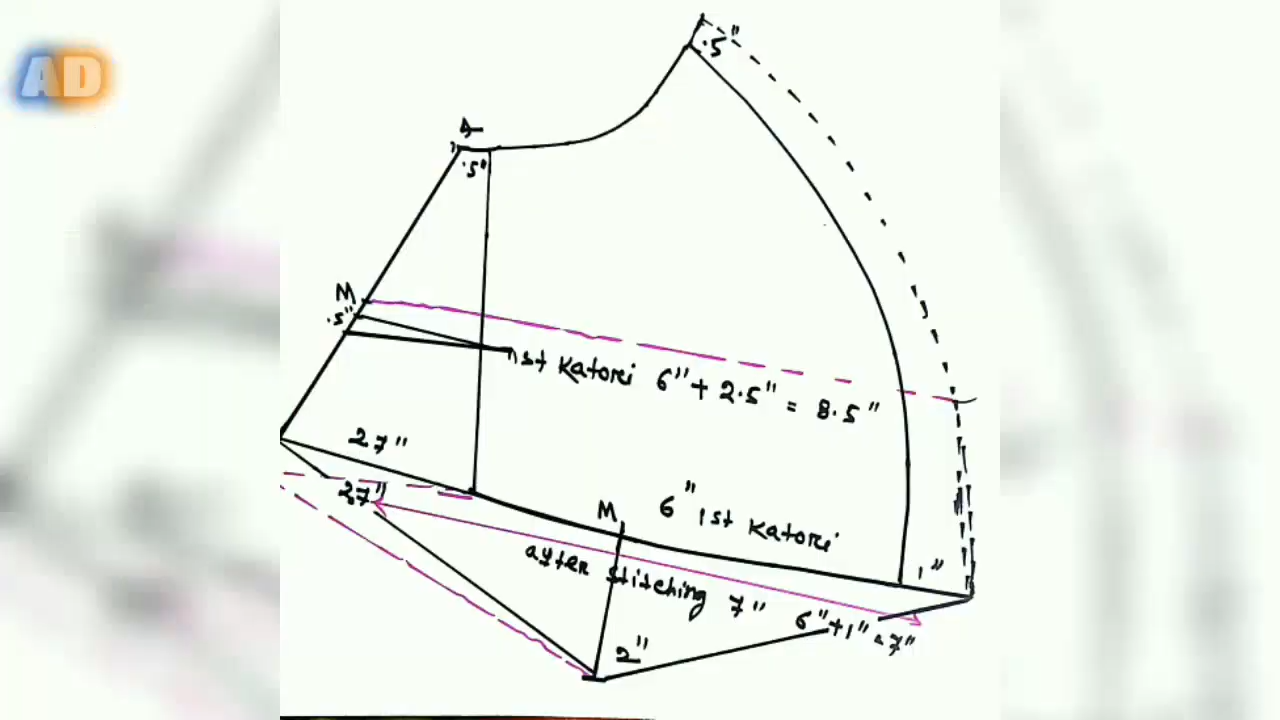 AD
.5"
A
.5"
M
.5"
1st Katori 6" + 2.5" = 8.5"
27"
27"
M
6" 1st Katori
1"
after stitching 7"
6"+1"=7"
2"